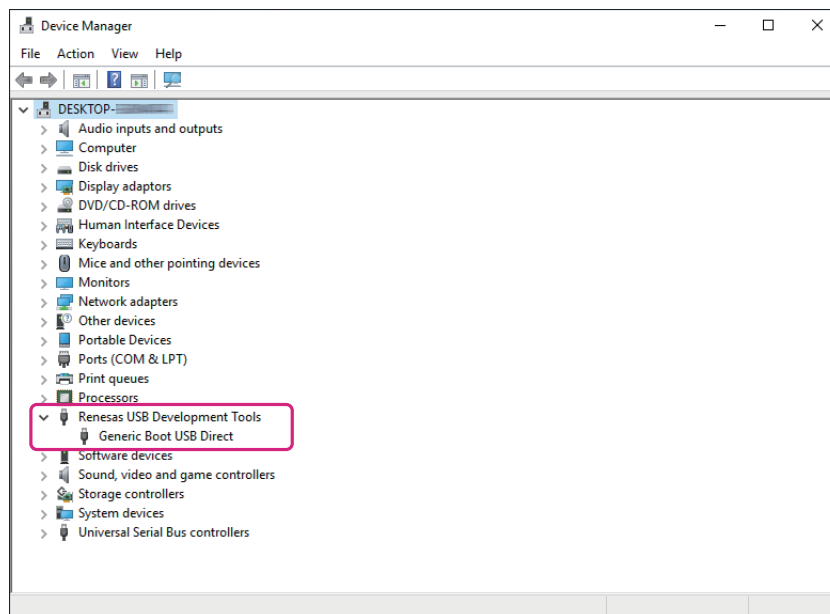 Device Manager
File Action View Help
DESKTOP-
Audio inputs and outputs
Computer
Disk drives
Display adaptors
DVD/CD-ROM drives
Human Interface Devices
Keyboards
Mice and other pointing devices
Monitors
Network adapters
Other devices
Portable Devices
Ports (COM & LPT)
Print queues
Processors
Renesas USB Development Tools
Generic Boot USB Direct
Software devices
Sound, video and game controllers
Storage controllers
System devices
Universal Serial Bus controllers